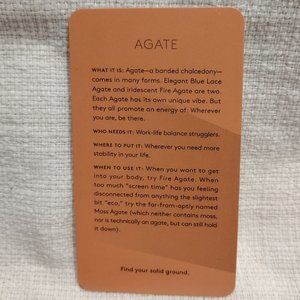 AGATE
WHAT IT IS: Agate—a banded chalcedony—
comes in many forms. Elegant Blue Lace
Agate and iridescent Fire Agate are two.
Each Agate has its own unique vibe. But
they all promote an energy of: Wherever
you are, be there.
WHO NEEDS IT: Work-life balance strugglers.
WHERE TO PUT IT: Wherever you need more
stability in your life.
WHEN TO USE IT: When you want to get
into your body, try Fire Agate. When
too much "screen time" has you feeling
disconnected from anything the slightest
bit "eco," try the far-from-aptly named
Moss Agate (which neither contains moss,
nor is technically an agate, but can still hold
it down).
Find your solid ground.